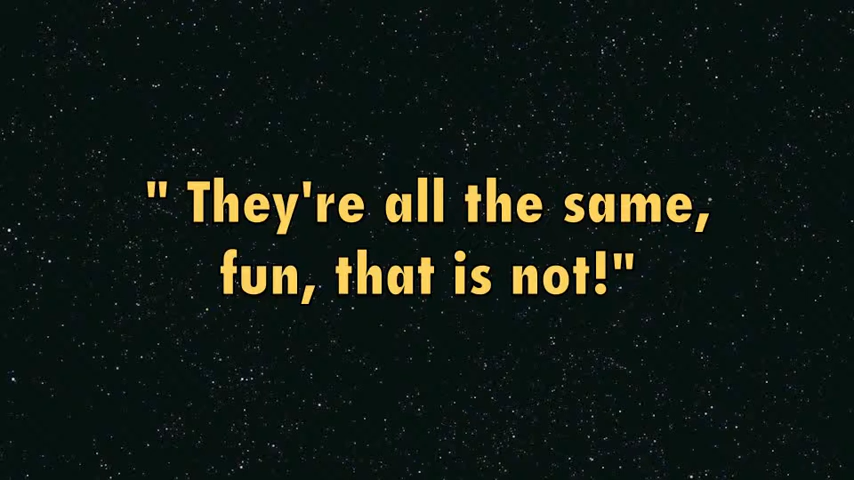 " They're all the same,
fun, that is not!"